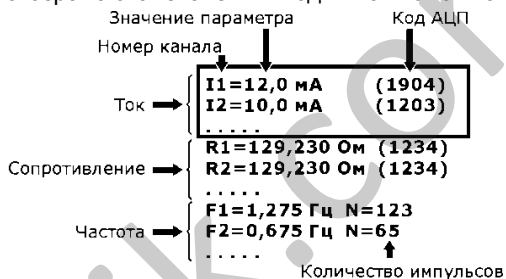 Значение параметра
Код АЦП
Номер канала
Ток
I1=12,0 мА (1904)
I2=10,0 мА (1203)
.....
Сопротивление
R1=129,230 Ом (1234)
R2=129,230 Ом (1234)
.....
Частота
F1=1,275 Гц N=123
F2=0,675 Гц N=65
.....
Количество импульсов